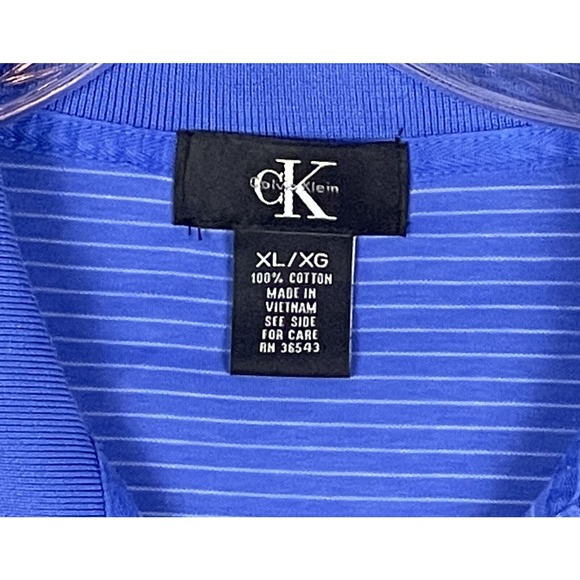 cK
Calvin Klein
XL/XG
100% COTTON
MADE IN
VIETNAM
SEE SIDE
FOR CARE
RN 36543